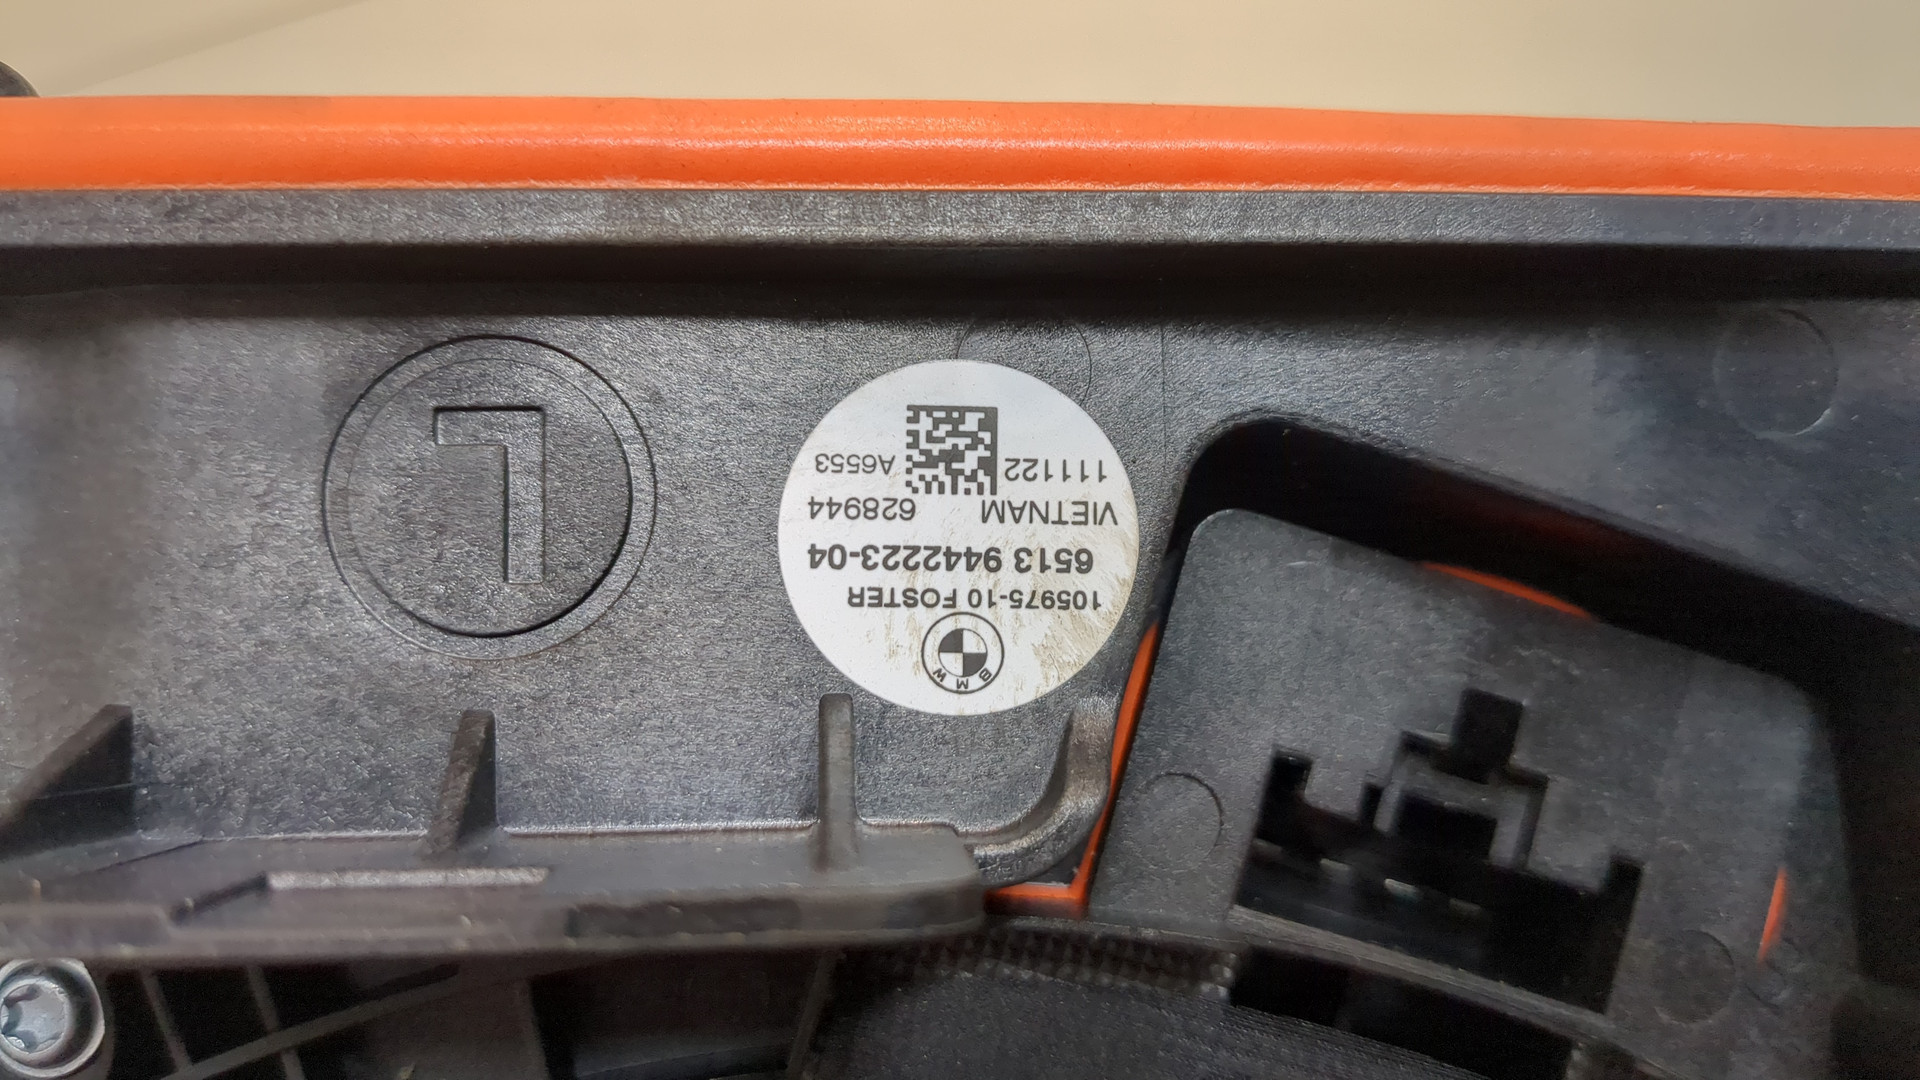 BMW
105975-10 FOSTER
6513 9442223-04
VIETNAM 628944
111122 A6553
L